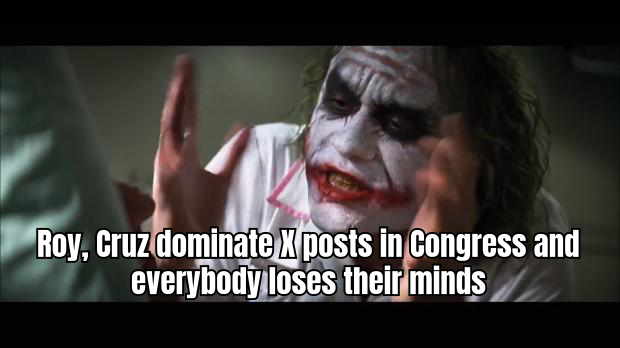 Roy, Cruz dominate X posts in Congress and
everybody loses their minds